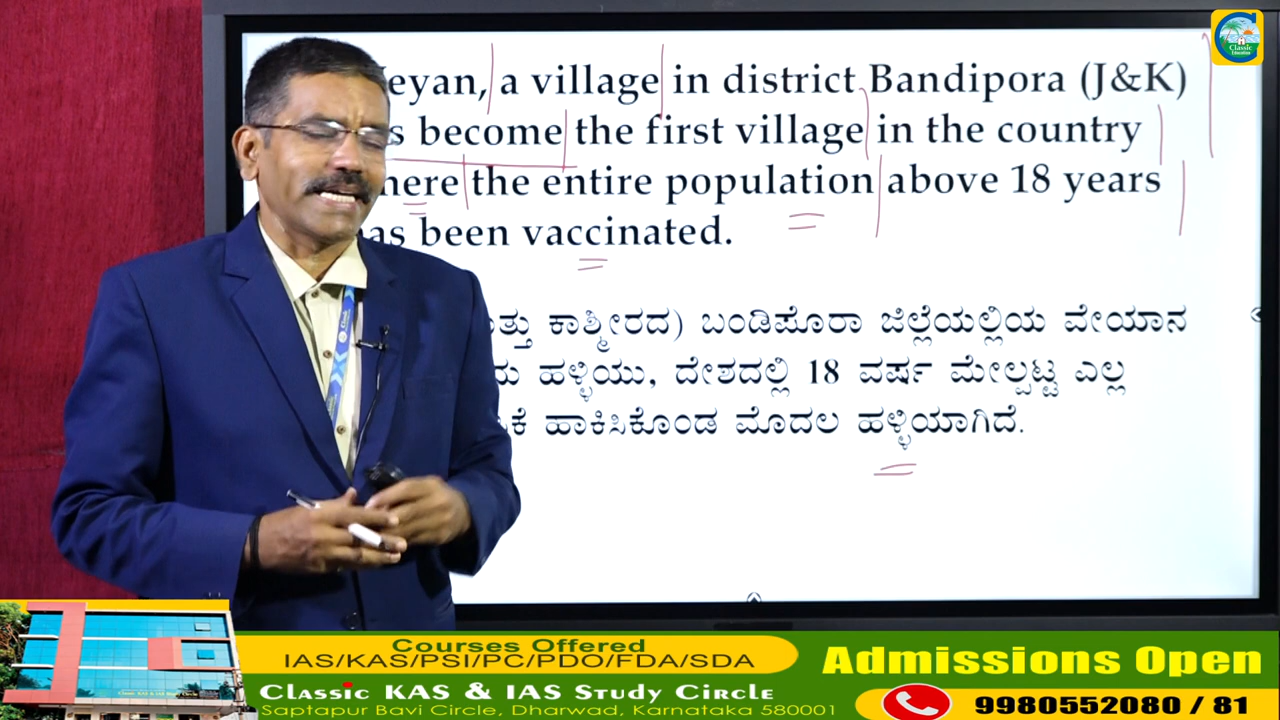 eyan, a village in district Bandipora (J&K)
s become the first village in the country
here the entire population above 18 years
as been vaccinated.
ತ್ತು ಕಾಶ್ಮೀರದ) ಬಂಡಿಪೊರಾ ಜಿಲ್ಲೆಯಲ್ಲಿಯ ವೇಯಾನ
ಹಳ್ಳಿಯು, ದೇಶದಲ್ಲಿ 18 ವರ್ಷ ಮೇಲ್ಪಟ್ಟ ಎಲ್ಲ
ಕೆ ಹಾಕಿಸಿಕೊಂಡ ಮೊದಲ ಹಳ್ಳಿಯಾಗಿದೆ.
Classic
Education
Courses Offered
IAS/KAS/PSI/PC/PDO/FDA/SDA
Classic KAS & IAS Study Circle
Saptapur Bavi Circle, Dharwad, Karnataka 580001
Admissions Open
9980552080 / 81